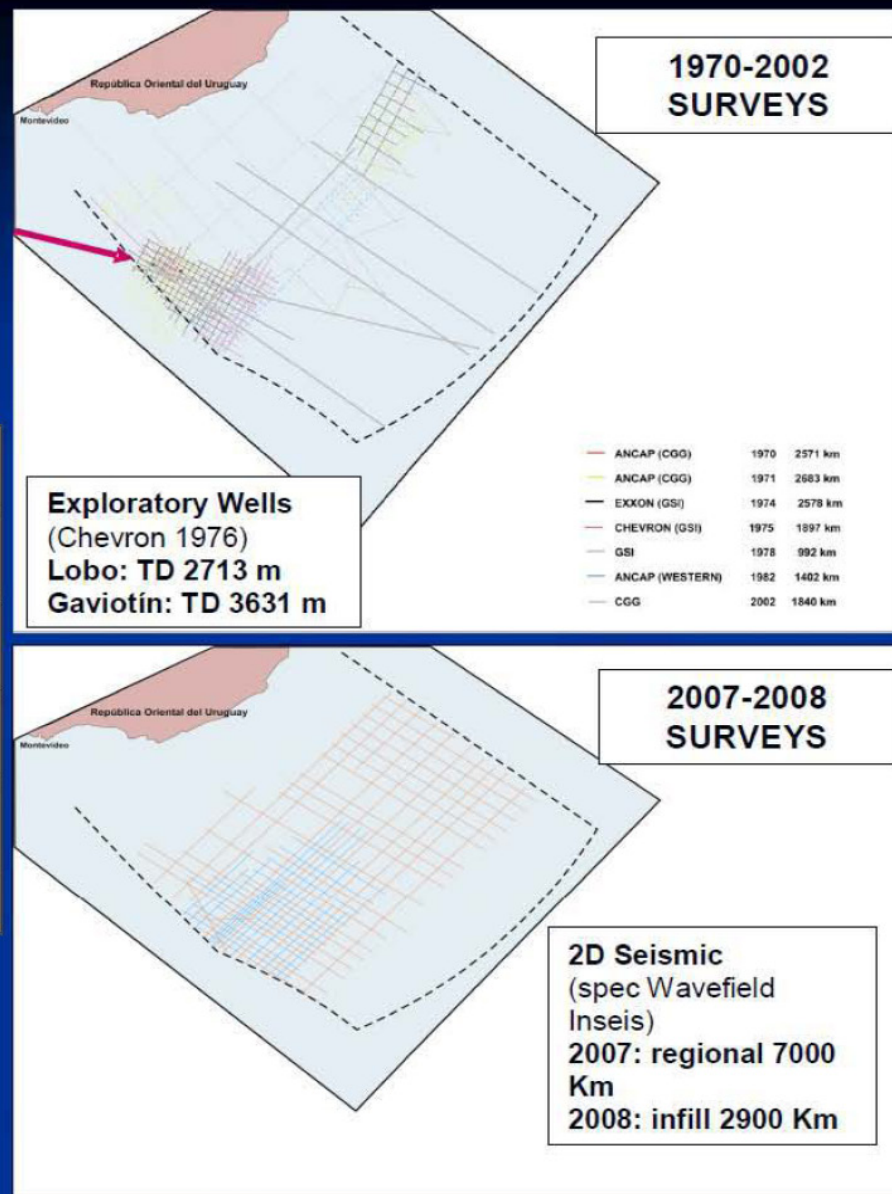 1970-2002
SURVEYS
República Oriental del Uruguay
Montevideo
ANCAP (CGG) 1970 2571 km
ANCAP (CGG) 1971 2683 km
EXXON (GSI) 1974 2578 km
CHEVRON (GSI) 1975 1897 km
GSI 1978 992 km
ANCAP (WESTERN) 1982 1402 km
CGG 2002 1840 km
Exploratory Wells
(Chevron 1976)
Lobo: TD 2713 m
Gaviotín: TD 3631 m
2007-2008
SURVEYS
República Oriental del Uruguay
Montevideo
2D Seismic
(spec Wavefield
Inseis)
2007: regional 7000
Km
2008: infill 2900 Km